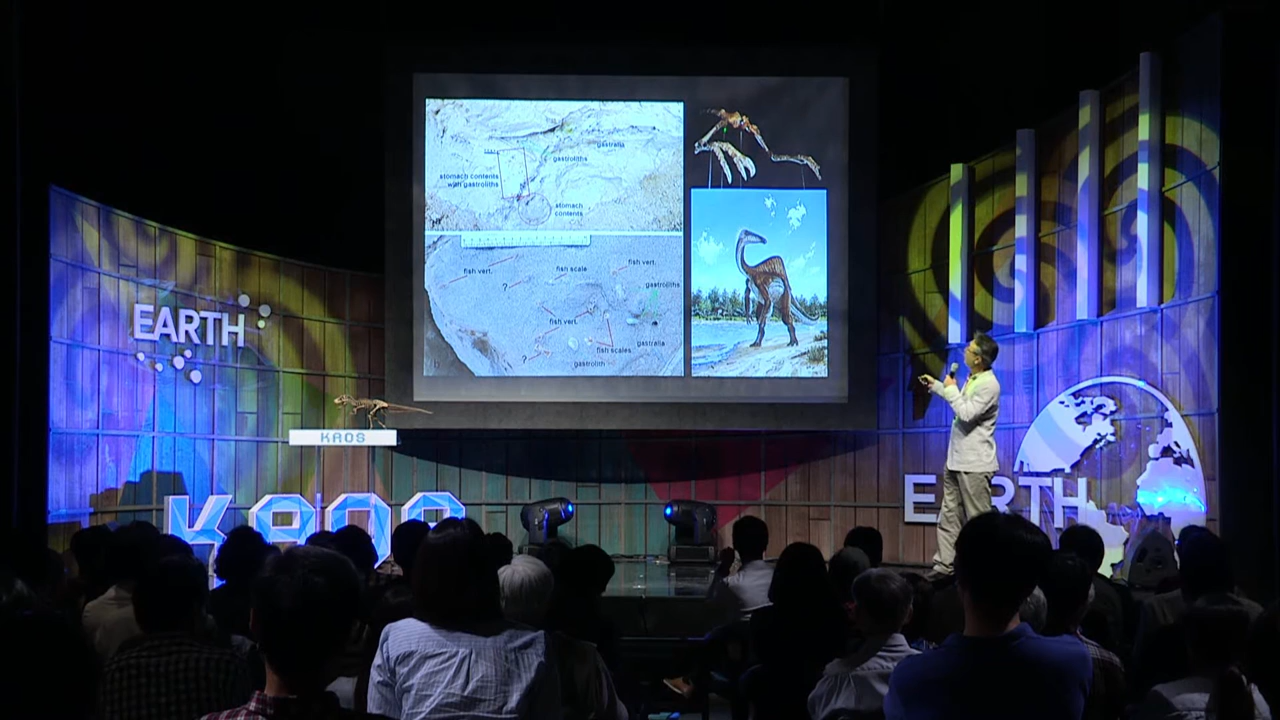 gastralia
gastroliths
stomach contents
with gastroliths
stomach
contents
fish vert.
fish scale
fish vert.
?
gastroliths
fish vert.
gastralia
?
fish scales
gastrolith
b
EARTH
KAOS
KAOS
EARTH